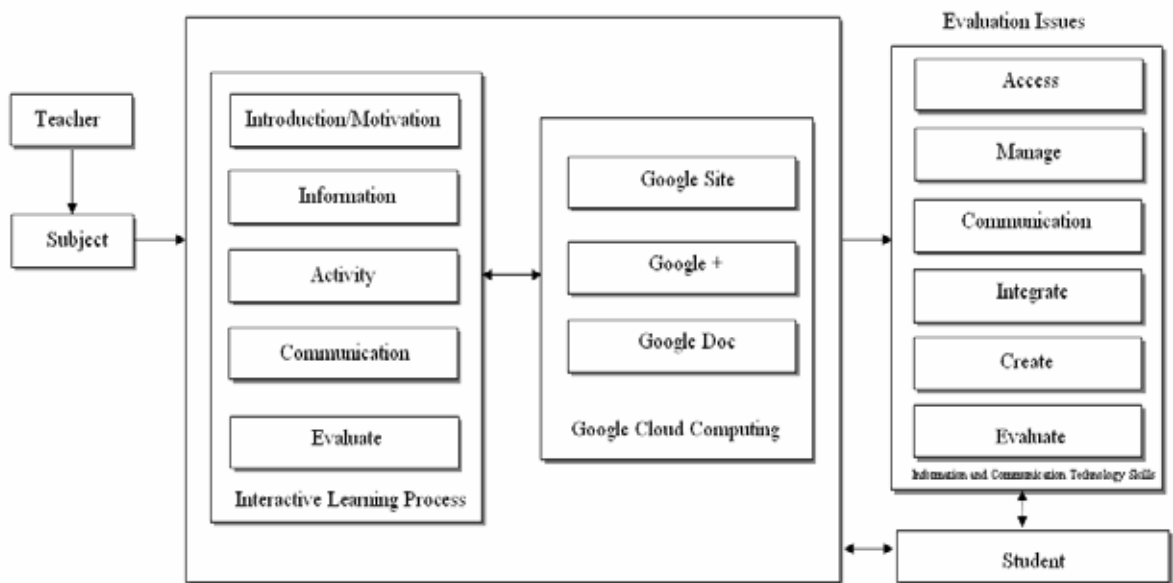 Teacher
Subject
Introduction/Motivation
Information
Activity
Communication
Evaluate
Interactive Learning Process
Google Site
Google +
Google Doc
Google Cloud Computing
Evaluation Issues
Access
Manage
Communication
Integrate
Create
Evaluate
Information and Communication Technology Skills
Student